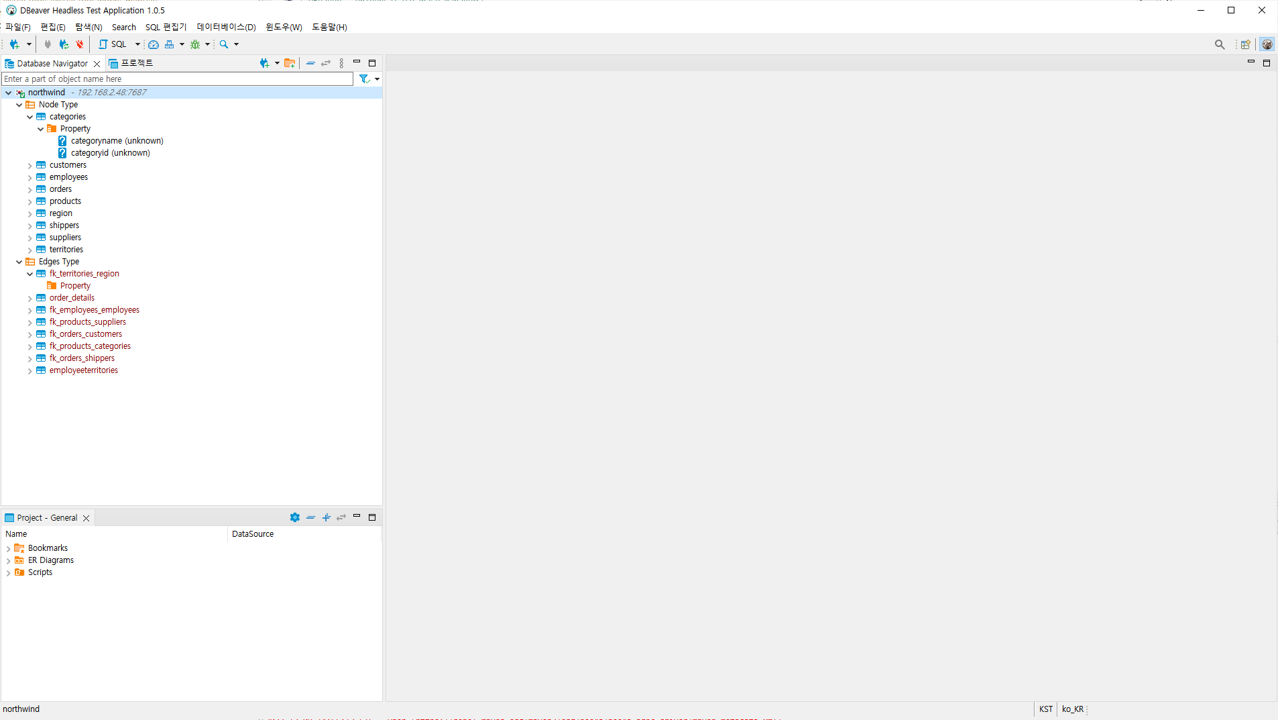 DBeaver Headless Test Application 1.0.5
파일(F) 편집(E) 탐색(N) Search SQL 편집기 데이터베이스(D) 윈도우(W) 도움말(H)
SQL
Database Navigator 프로젝트
Enter a part of object name here
northwind - 192.168.2.48:7687
Node Type
categories
Property
categoryname (unknown)
categoryid (unknown)
customers
employees
orders
products
region
shippers
suppliers
territories
Edges Type
fk_territories_region
Property
order_details
fk_employees_employees
fk_products_suppliers
fk_orders_customers
fk_products_categories
fk_orders_shippers
employeeterritories
Project - General
Name DataSource
Bookmarks
ER Diagrams
Scripts
northwind KST ko_KR